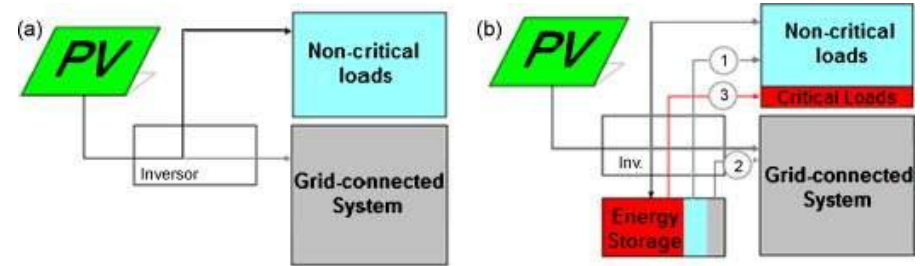 (a)
PV
Non-critical
loads
Inversor
Grid-connected
System
(b)
PV
Non-critical
loads
1
3
Critical Loads
Inv.
2
Grid-connected
System
Energy
Storage